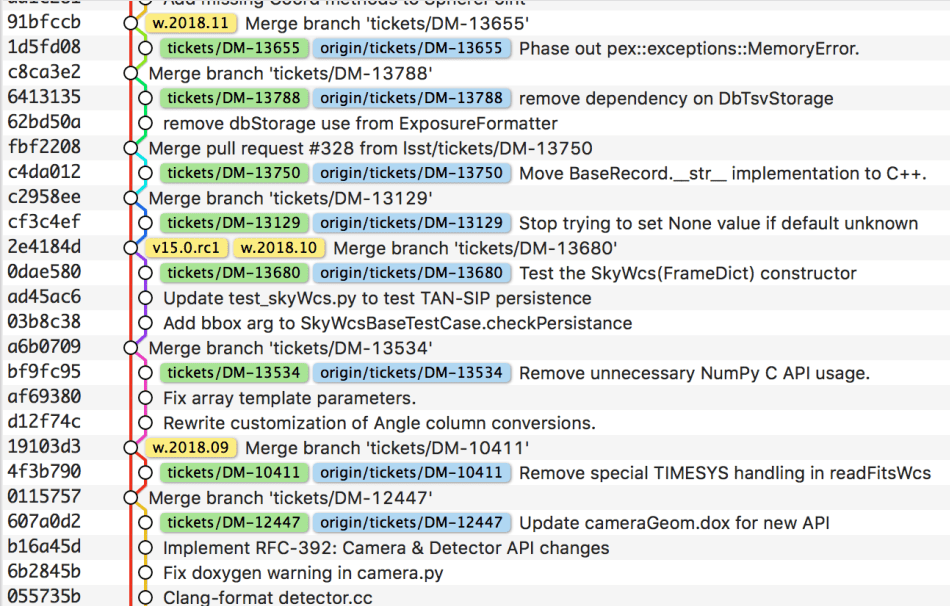 Add missing Coord methods to SpherePoint
91bfccb w.2018.11 Merge branch 'tickets/DM-13655'
1d5fd08 tickets/DM-13655 origin/tickets/DM-13655 Phase out pex::exceptions::MemoryError.
c8ca3e2 Merge branch 'tickets/DM-13788'
6413135 tickets/DM-13788 origin/tickets/DM-13788 remove dependency on DbTsvStorage
62bd50a remove dbStorage use from ExposureFormatter
fbf2208 Merge pull request #328 from lsst/tickets/DM-13750
c4da012 tickets/DM-13750 origin/tickets/DM-13750 Move BaseRecord.__str__ implementation to C++.
c2958ee Merge branch 'tickets/DM-13129'
cf3c4ef tickets/DM-13129 origin/tickets/DM-13129 Stop trying to set None value if default unknown
2e4184d v15.0.rc1 w.2018.10 Merge branch 'tickets/DM-13680'
0dae580 tickets/DM-13680 origin/tickets/DM-13680 Test the SkyWcs(FrameDict) constructor
ad45ac6 Update test_skyWcs.py to test TAN-SIP persistence
03b8c38 Add bbox arg to SkyWcsBaseTestCase.checkPersistance
a6b0709 Merge branch 'tickets/DM-13534'
bf9fc95 tickets/DM-13534 origin/tickets/DM-13534 Remove unnecessary NumPy C API usage.
af69380 Fix array template parameters.
d12f74c Rewrite customization of Angle column conversions.
19103d3 w.2018.09 Merge branch 'tickets/DM-10411'
4f3b790 tickets/DM-10411 origin/tickets/DM-10411 Remove special TIMESYS handling in readFitsWcs
0115757 Merge branch 'tickets/DM-12447'
607a0d2 tickets/DM-12447 origin/tickets/DM-12447 Update cameraGeom.dox for new API
b16a45d Implement RFC-392: Camera & Detector API changes
6b2845b Fix doxygen warning in camera.py
055735b Clang-format detector.cc